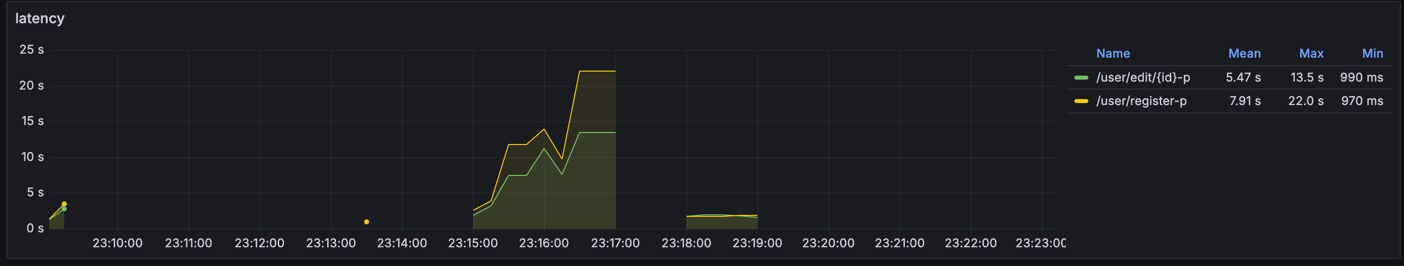 latency
25 s
20 s
15 s
10 s
5 s
0 s
23:10:00 23:11:00 23:12:00 23:13:00 23:14:00 23:15:00 23:16:00 23:17:00 23:18:00 23:19:00 23:20:00 23:21:00 23:22:00 23:23:0
Name Mean Max Min
/user/edit/{id}-p 5.47 s 13.5 s 990 ms
/user/register-p 7.91 s 22.0 s 970 ms